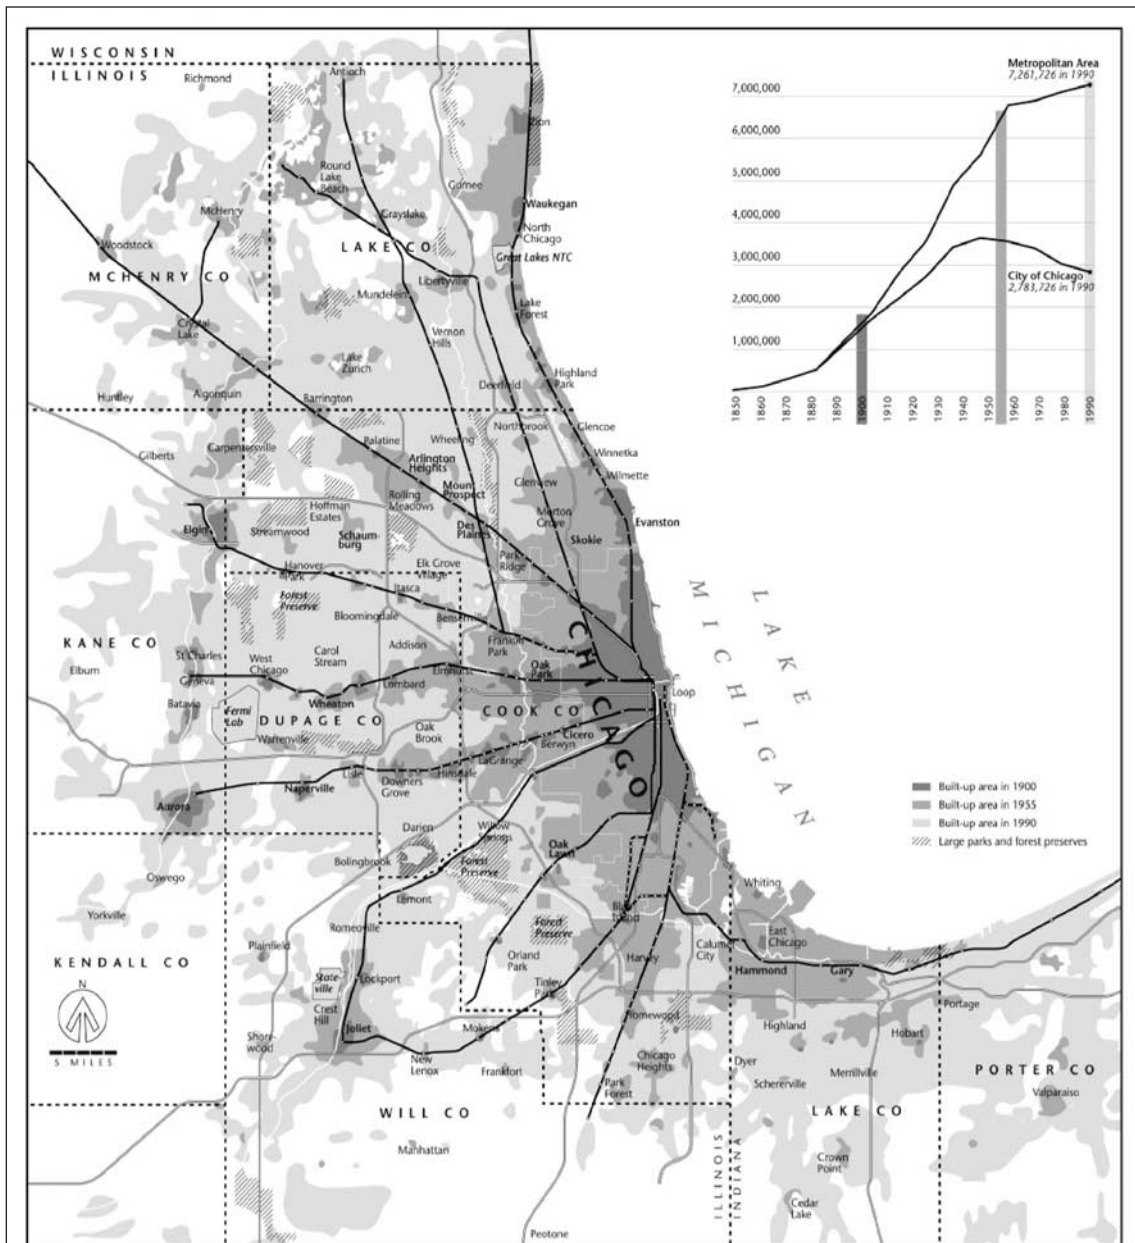 WISCONSIN
ILLINOIS
Richmond
Antioch
Zion
Round
Lake
Beach
Gurnee
Grayslake
Waukegan
McHenry
North
Chicago
Woodstock
LAKE CO
Great Lakes NTC
MCHENRY CO
Libertyville
Mundelein
Lake
Forest
Crystal
Lake
Vernon
Hills
Lake
Zurich
Highland
Park
Deerfield
Huntley
Algonquin
Barrington
Northbrook
Glencoe
Gilberts
Carpentersville
Palatine
Wheeling
Winnetka
Arlington
Heights
Wilmette
Mount
Prospect
Glenview
Rolling
Meadows
Hoffman
Estates
Morton
Grove
Evanston
Elgin
Streamwood
Schaum-
burg
Des
Plaines
Skokie
Park
Ridge
Hanover
Park
Elk Grove
Village
Itasca
Forest
Preserve
Bloomingdale
Bensenville
KANE CO
Addison
Franklin
Park
Elburn
St Charles
Geneva
West
Chicago
Carol
Stream
Elmhurst
Oak
Park
CHICAGO
Lombard
Loop
Batavia
Fermi
Lab
Wheaton
COOK CO
DUPAGE CO
Warrenville
Oak
Brook
Cicero
Berwyn
LaGrange
Lisle
Hinsdale
Aurora
Naperville
Downers
Grove
Darien
Willow
Springs
Oak
Lawn
Bolingbrook
Forest
Preserve
Oswego
Lemont
Whiting
Yorkville
Romeoville
Blue
Island
Forest
Preserve
East
Chicago
Plainfield
Calumet
City
KENDALL CO
Orland
Park
Harvey
Hammond
Gary
State-
ville
Lockport
Tinley
Park
Crest
Hill
Portage
Homewood
Highland
Shore-
wood
Joliet
Mokena
Hobart
New
Lenox
Frankfort
Chicago
Heights
Dyer
Merrillville
PORTER CO
Schererville
Park
Forest
Valparaiso
WILL CO
LAKE CO
Manhattan
Crown
Point
ILLINOIS
INDIANA
Cedar
Lake
Peotone
LAKE
MICHIGAN
N
5 MILES
Metropolitan Area
7,261,726 in 1990
7,000,000
6,000,000
5,000,000
4,000,000
3,000,000
City of Chicago
2,783,726 in 1990
2,000,000
1,000,000
1850
1860
1870
1880
1890
1900
1910
1920
1930
1940
1950
1960
1970
1980
1990
Built-up area in 1900
Built-up area in 1955
Built-up area in 1990
Large parks and forest preserves